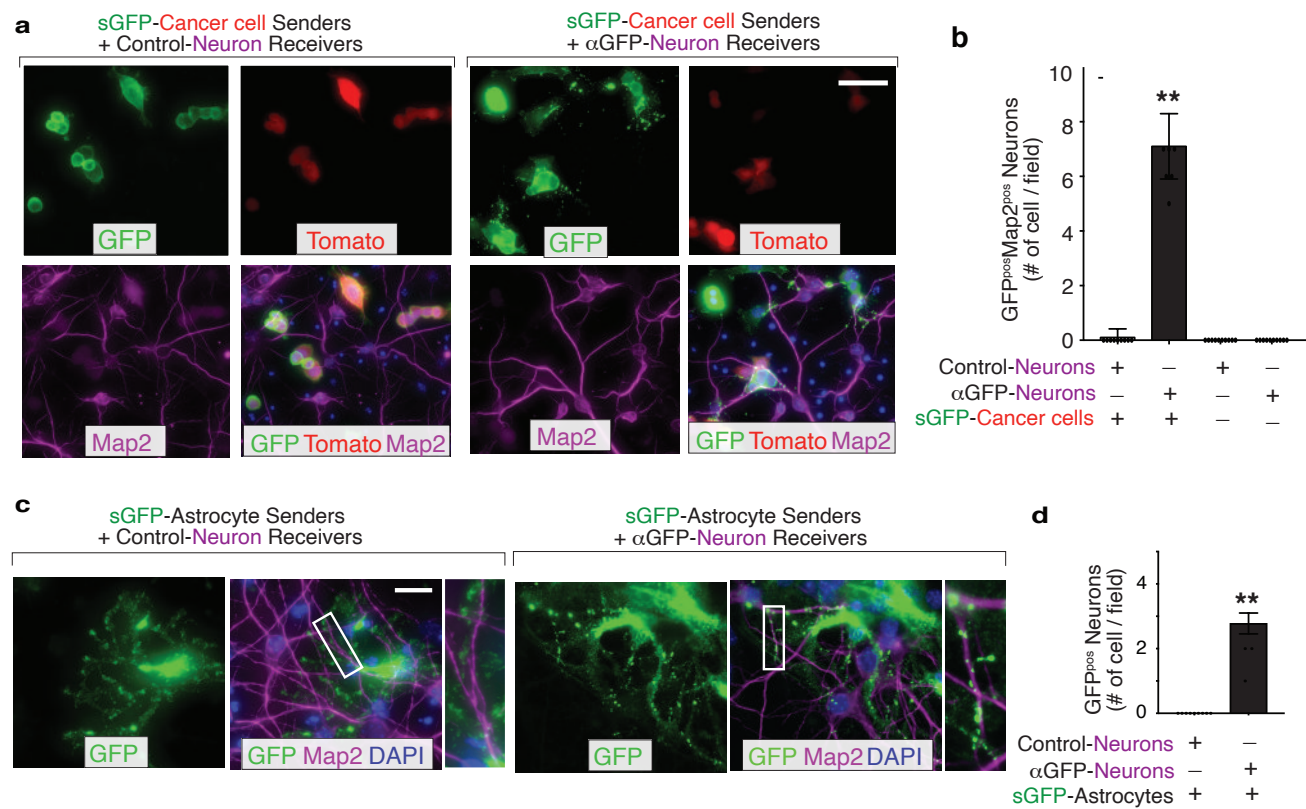 a
sGFP-Cancer cell Senders
+ Control-Neuron Receivers
sGFP-Cancer cell Senders
+ αGFP-Neuron Receivers
GFP
Tomato
GFP
Tomato
Map2
GFP Tomato Map2
Map2
GFP Tomato Map2
b
10
8
6
4
2
0
GFPposMap2pos Neurons
(# of cell / field)
**
Control-Neurons + − + −
αGFP-Neurons − + − +
sGFP-Cancer cells + + − −
c
sGFP-Astrocyte Senders
+ Control-Neuron Receivers
sGFP-Astrocyte Senders
+ αGFP-Neuron Receivers
GFP
GFP Map2 DAPI
GFP
GFP Map2 DAPI
d
4
2
0
GFPpos Neurons
(# of cell / field)
**
Control-Neurons + −
αGFP-Neurons − +
sGFP-Astrocytes + +